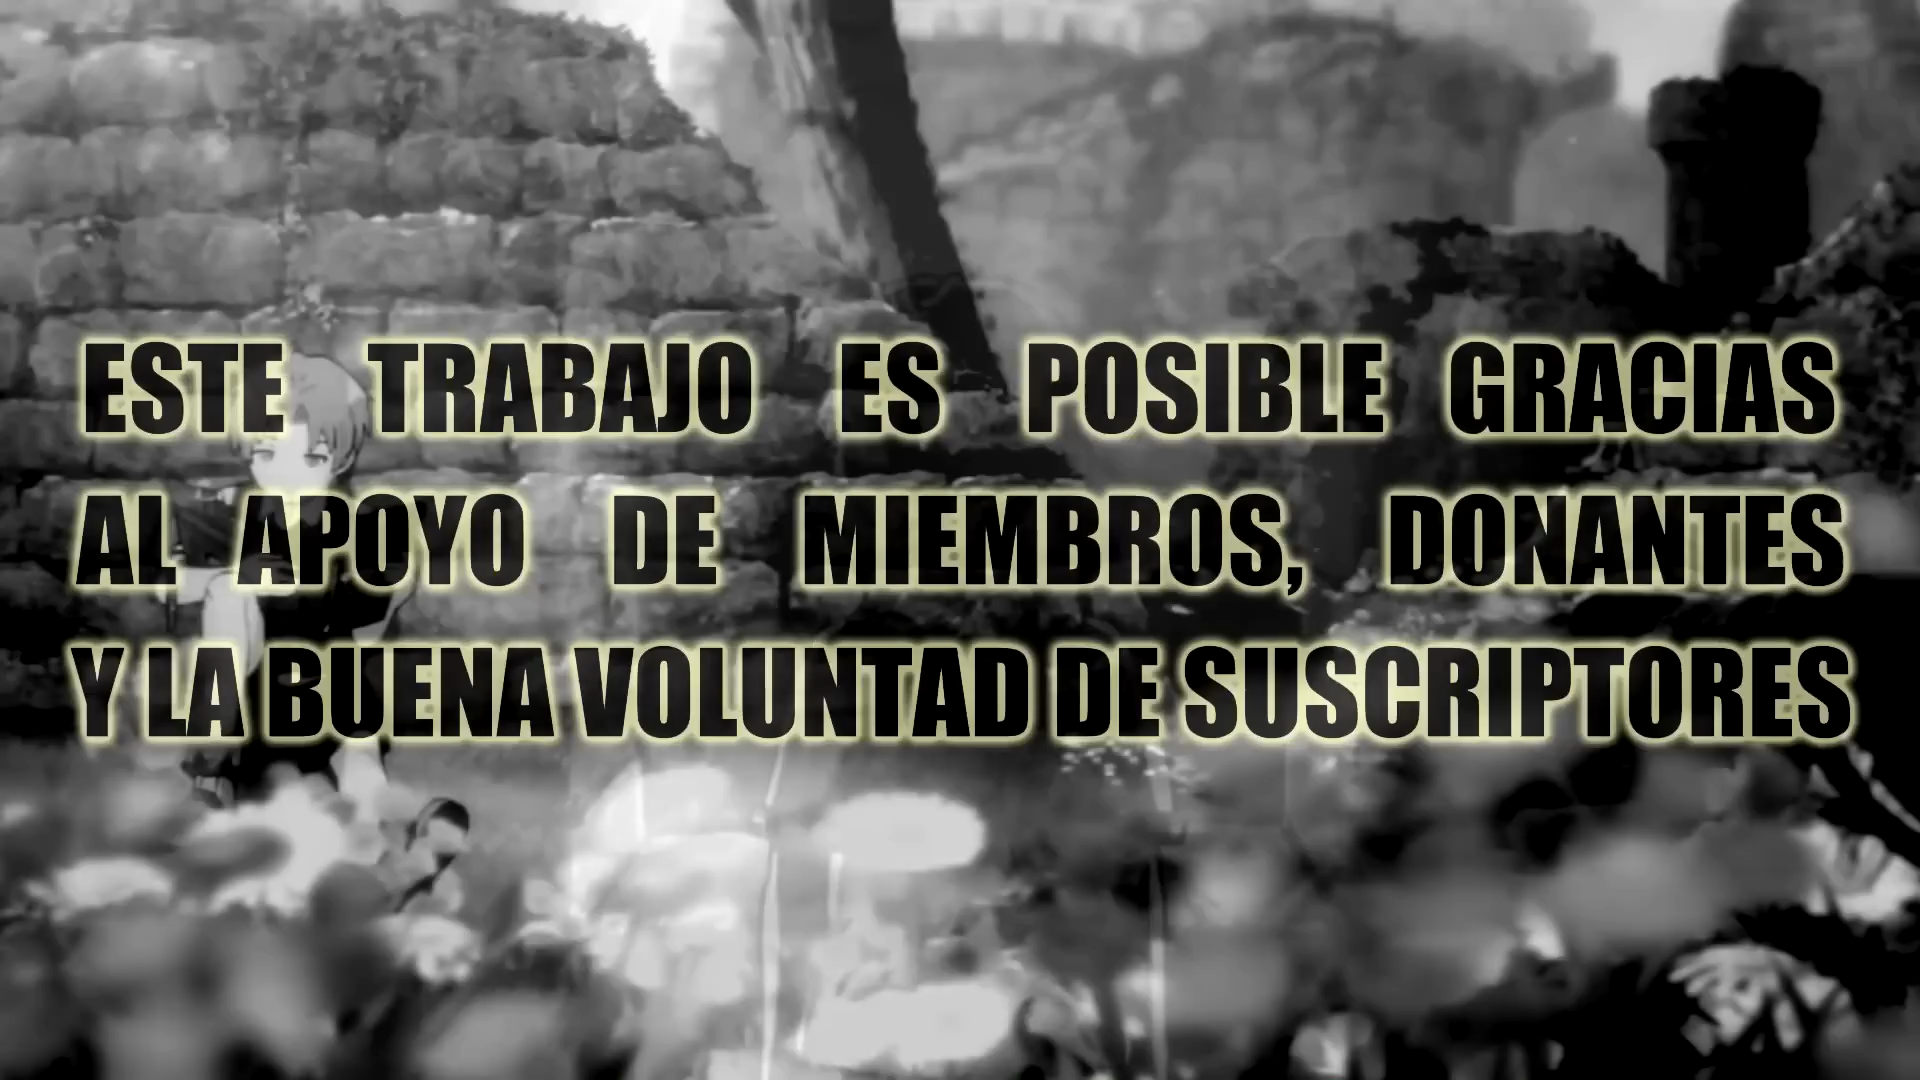 ESTE TRABAJO ES POSIBLE GRACIAS
AL APOYO DE MIEMBROS, DONANTES
Y LA BUENA VOLUNTAD DE SUSCRIPTORES